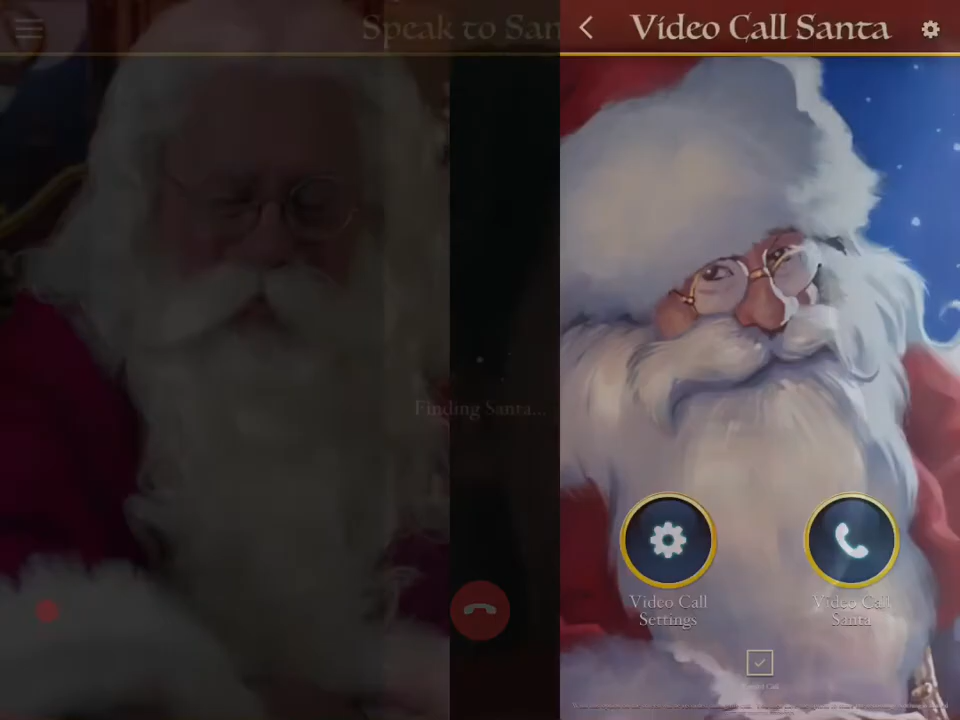 Speak to San
Video Call Santa
Finding Santa...
Video Call
Settings
Video Call
Santa